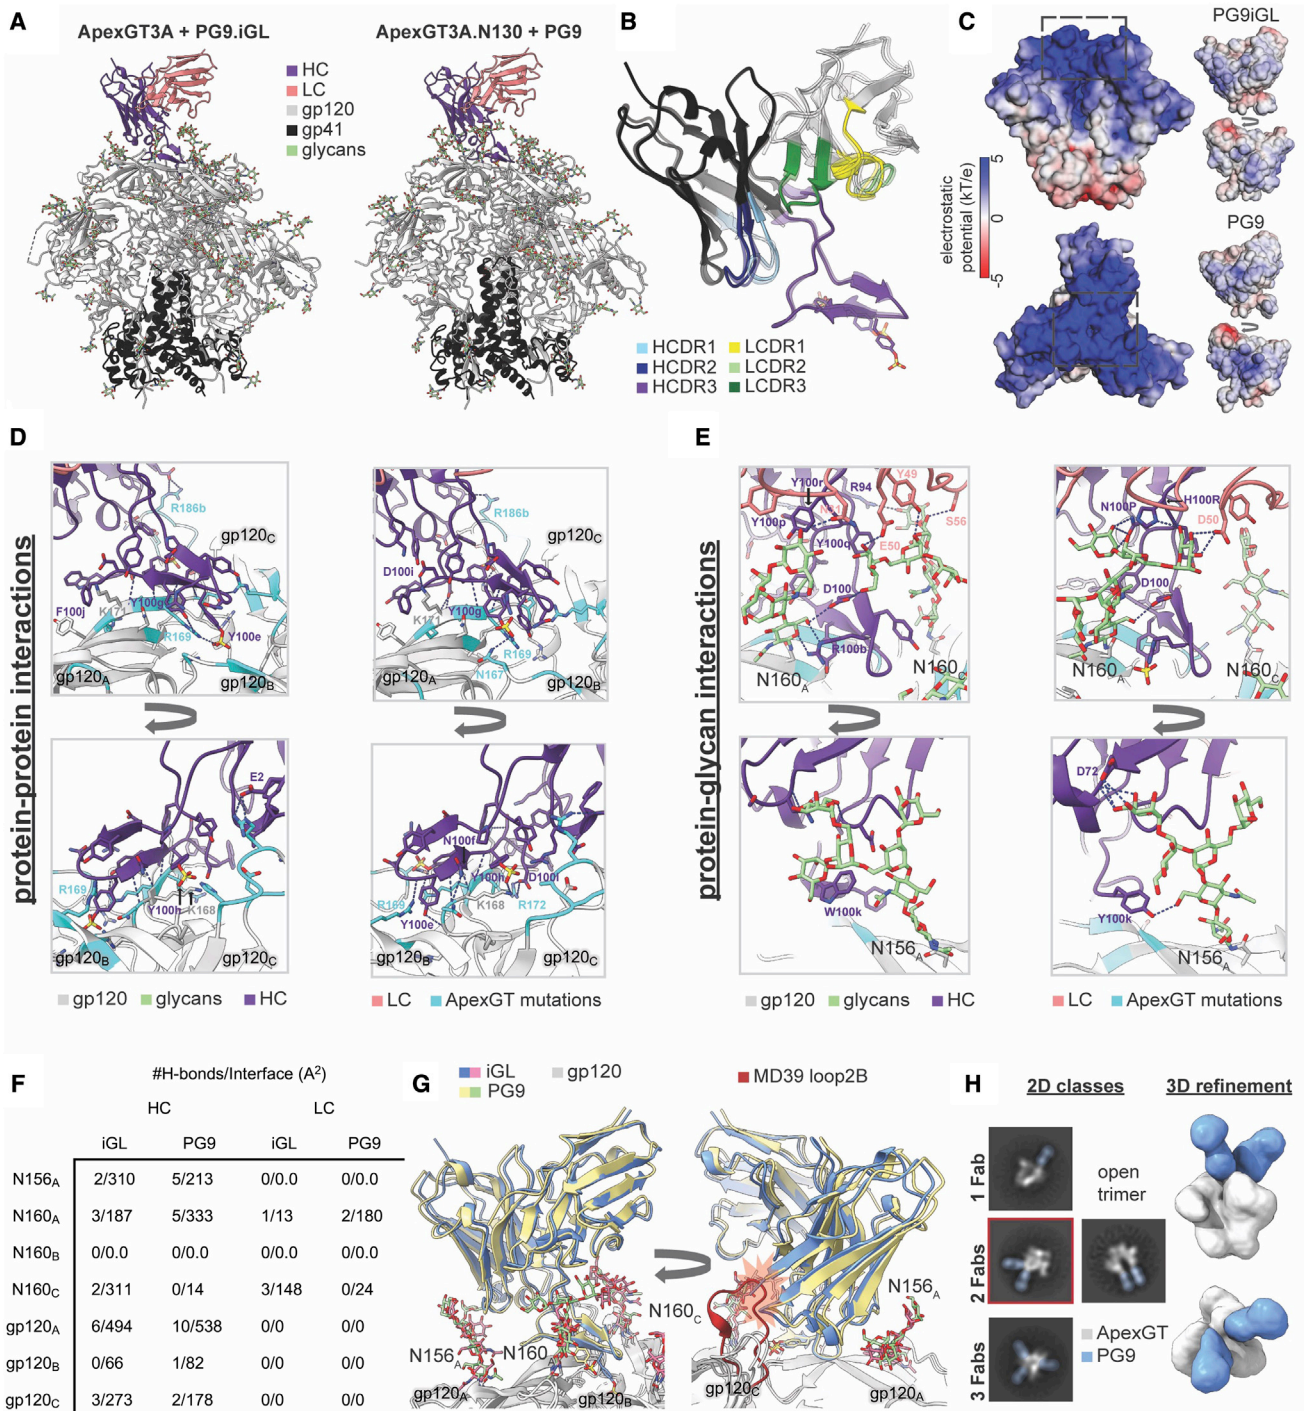 A
ApexGT3A + PG9.iGL
ApexGT3A.N130 + PG9
HC
LC
gp120
gp41
glycans
B
HCDR1
HCDR2
HCDR3
LCDR1
LCDR2
LCDR3
C
PG9iGL
PG9
electrostatic
potential (kT/e)
5
0
-5
D
protein-protein interactions
R186b
gp120C
F100j
K171
Y100g
R169
Y100e
gp120A
gp120B
R186b
gp120C
D100i
K171
Y100g
R169
N167
gp120A
gp120B
E2
R169
Y100h
K168
gp120B
gp120C
N100f
Y100h
D100i
R169
K168
R172
Y100e
gp120B
gp120C
gp120
glycans
HC
LC
ApexGT mutations
E
protein-glycan interactions
Y100r
R94
Y49
Y100p
Y100q
E50
S56
D100
R100b
N160A
N160C
N100P
H100R
D50
D100
N160A
N160C
W100k
N156A
D72
Y100k
N156A
gp120
glycans
HC
LC
ApexGT mutations
F
#H-bonds/Interface (A²)
HC LC
iGL PG9 iGL PG9
N156A 2/310 5/213 0/0.0 0/0.0
N160A 3/187 5/333 1/13 2/180
N160B 0/0.0 0/0.0 0/0.0 0/0.0
N160C 2/311 0/14 3/148 0/24
gp120A 6/494 10/538 0/0 0/0
gp120B 0/66 1/82 0/0 0/0
gp120C 3/273 2/178 0/0 0/0
G
iGL
PG9
gp120
MD39 loop2B
N156A
N160A
gp120A
gp120B
N160C
N156A
gp120C
gp120A
H
2D classes
3D refinement
1 Fab
open
trimer
2 Fabs
3 Fabs
ApexGT
PG9